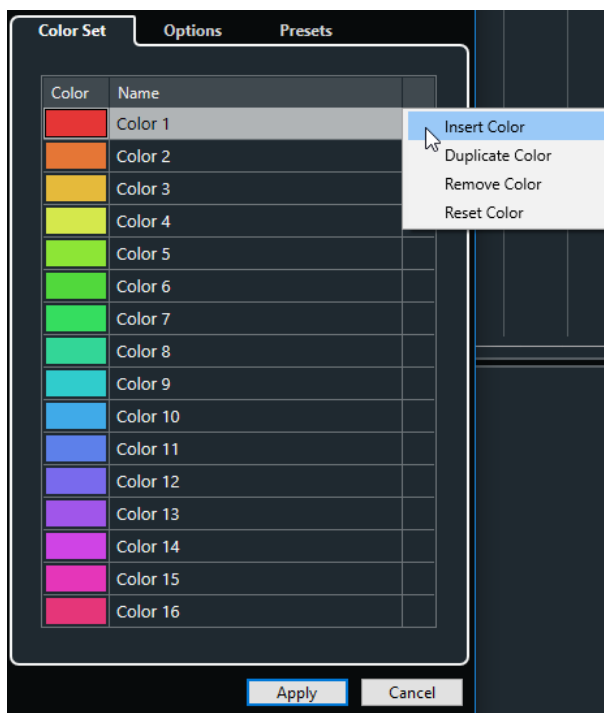 Color Set Options Presets
Color Name
Color 1
Color 2
Color 3
Color 4
Color 5
Color 6
Color 7
Color 8
Color 9
Color 10
Color 11
Color 12
Color 13
Color 14
Color 15
Color 16
Insert Color
Duplicate Color
Remove Color
Reset Color
Apply Cancel